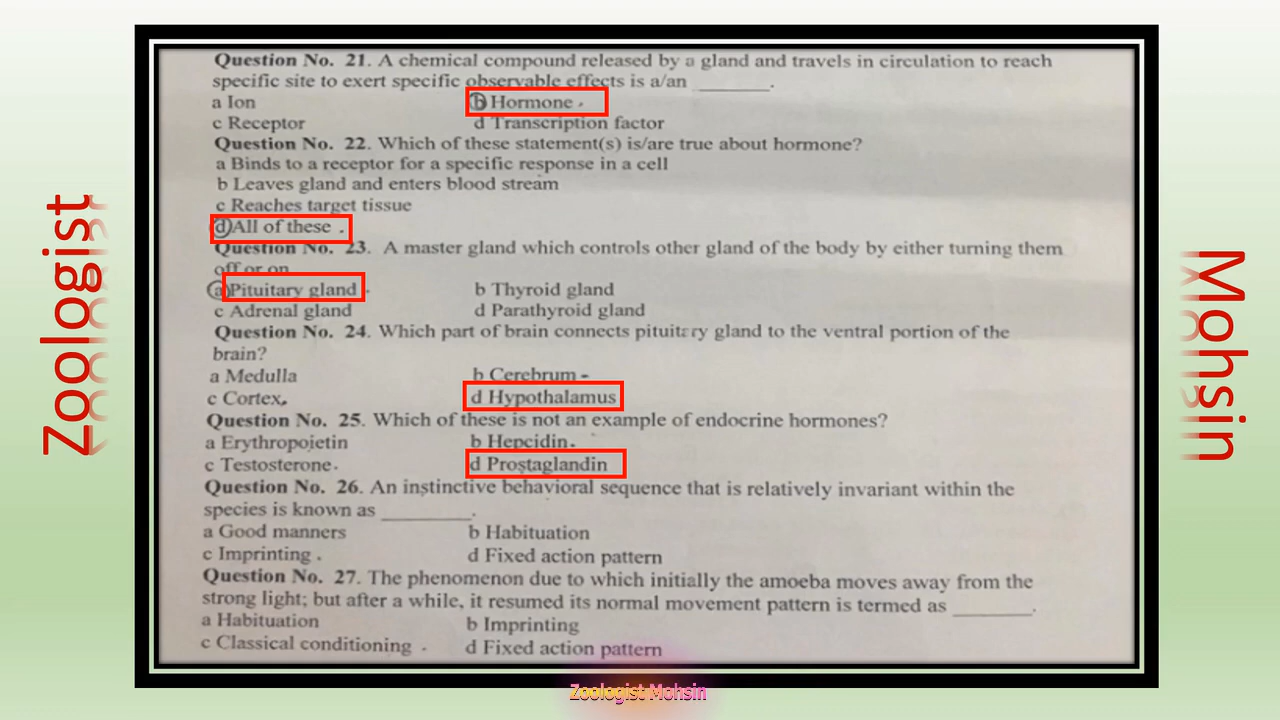 Zoologist
Question No. 21. A chemical compound released by a gland and travels in circulation to reach
specific site to exert specific observable effects is a/an ________.
a Ion b Hormone
c Receptor d Transcription factor
Question No. 22. Which of these statement(s) is/are true about hormone?
a Binds to a receptor for a specific response in a cell
b Leaves gland and enters blood stream
c Reaches target tissue
d All of these
Question No. 23. A master gland which controls other gland of the body by either turning them
off or on
a Pituitary gland b Thyroid gland
c Adrenal gland d Parathyroid gland
Question No. 24. Which part of brain connects pituitary gland to the ventral portion of the
brain?
a Medulla b Cerebrum
c Cortex d Hypothalamus
Question No. 25. Which of these is not an example of endocrine hormones?
a Erythropoietin b Hepcidin
c Testosterone d Prostaglandin
Question No. 26. An instinctive behavioral sequence that is relatively invariant within the
species is known as __________.
a Good manners b Habituation
c Imprinting d Fixed action pattern
Question No. 27. The phenomenon due to which initially the amoeba moves away from the
strong light; but after a while, it resumed its normal movement pattern is termed as _________.
a Habituation b Imprinting
c Classical conditioning d Fixed action pattern
Mohsin
Zoologist Mohsin